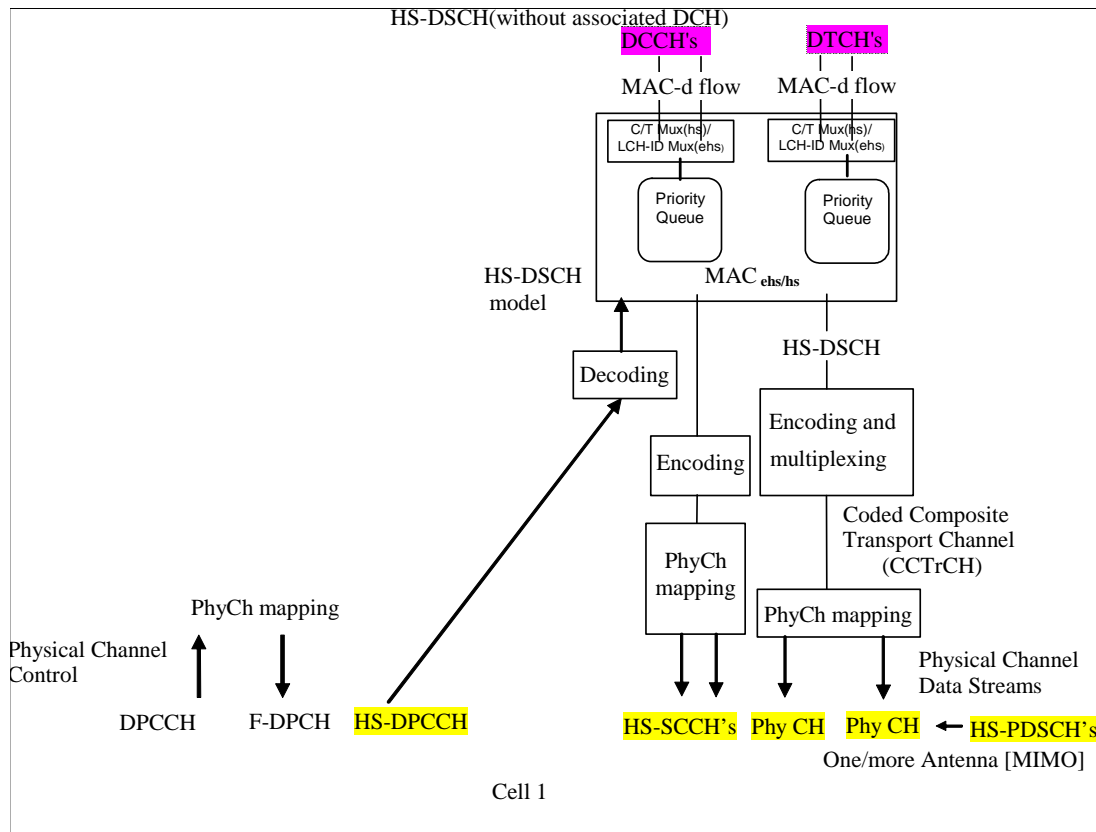 HS-DSCH(without associated DCH)
DCCH's
DTCH's
MAC-d flow
MAC-d flow
C/T Mux(hs)/
LCH-ID Mux(ehs)
C/T Mux(hs)/
LCH-ID Mux(ehs)
Priority
Queue
Priority
Queue
HS-DSCH
model
MAC ehs/hs
HS-DSCH
Decoding
Encoding and
multiplexing
Encoding
Coded Composite
Transport Channel
(CCTrCH)
PhyCh
mapping
PhyCh mapping
PhyCh mapping
Physical Channel
Control
Physical Channel
Data Streams
DPCCH
F-DPCH
HS-DPCCH
HS-SCCH’s
Phy CH
Phy CH
HS-PDSCH’s
One/more Antenna [MIMO]
Cell 1